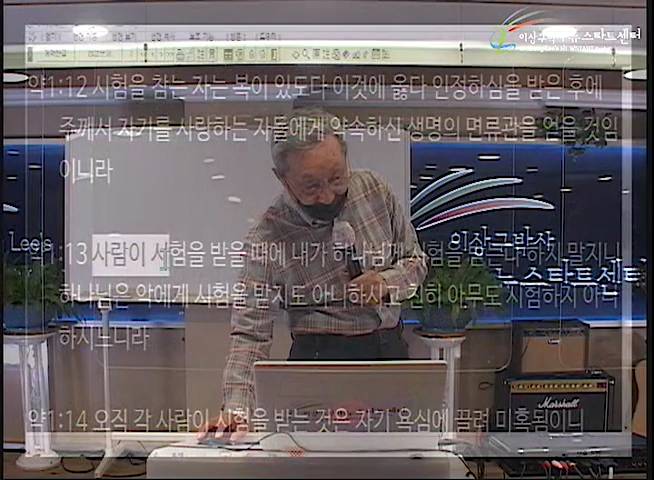 이상구박사 뉴스타트센터
약1:12 시험을 참는 자는 복이 있도다 이것에 옳다 인정하심을 받은 후에
주께서 자기를 사랑하는 자들에게 약속하신 생명의 면류관을 얻을 것임
이니라
Lees
이상구박사
뉴스타트센터
약1:13 사람이 시험을 받을 때에 내가 하나님께 시험을 받는다 하지 말지니
하나님은 악에게 시험을 받지도 아니하시고 친히 아무도 시험하지 아니
하시느니라
Marshall
약1:14 오직 각 사람이 시험을 받는 것은 자기 욕심에 끌려 미혹됨이니